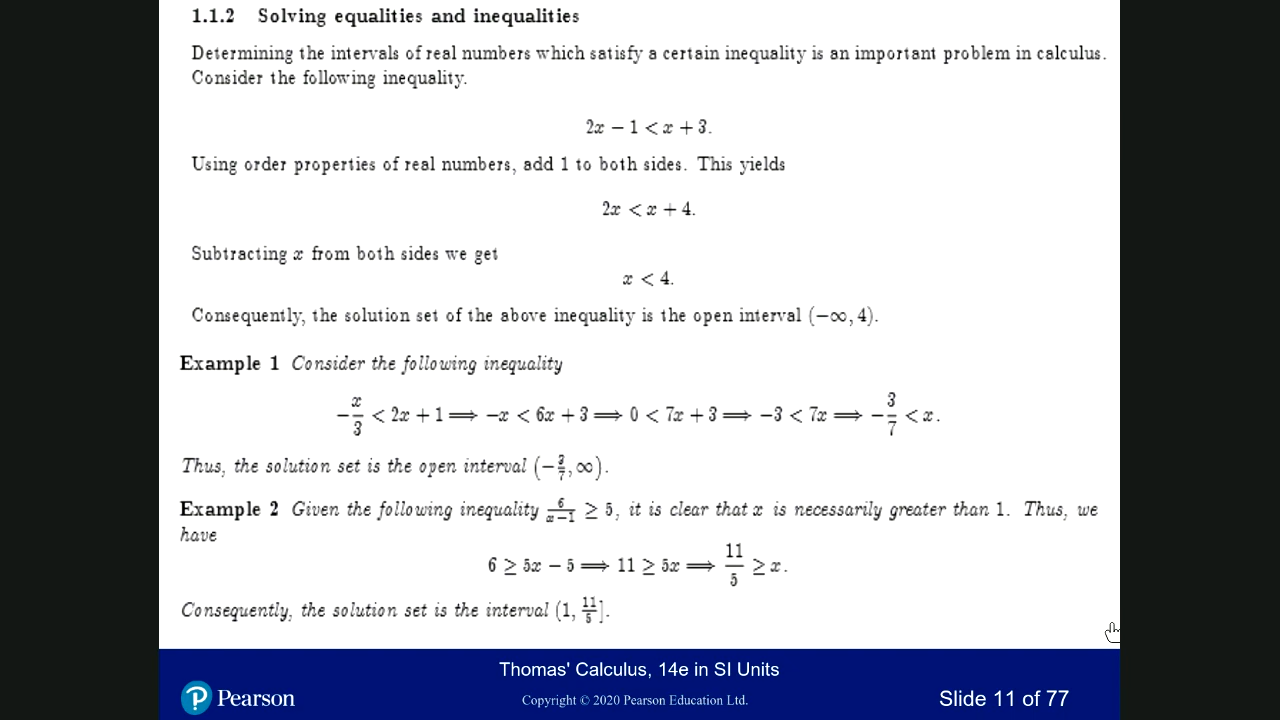 1.1.2 Solving equalities and inequalities
Determining the intervals of real numbers which satisfy a certain inequality is an important problem in calculus.
Consider the following inequality.
2x − 1 < x + 3.
Using order properties of real numbers, add 1 to both sides. This yields
2x < x + 4.
Subtracting x from both sides we get
x < 4.
Consequently, the solution set of the above inequality is the open interval (−∞, 4).
Example 1 Consider the following inequality
−x/3 < 2x + 1 ⟹ −x < 6x + 3 ⟹ 0 < 7x + 3 ⟹ −3 < 7x ⟹ −3/7 < x.
Thus, the solution set is the open interval (−3/7, ∞).
Example 2 Given the following inequality 6/(x−1) ≥ 5, it is clear that x is necessarily greater than 1. Thus, we
have
6 ≥ 5x − 5 ⟹ 11 ≥ 5x ⟹ 11/5 ≥ x.
Consequently, the solution set is the interval (1, 11/5].
Thomas' Calculus, 14e in SI Units
P Pearson
Copyright © 2020 Pearson Education Ltd.
Slide 11 of 77